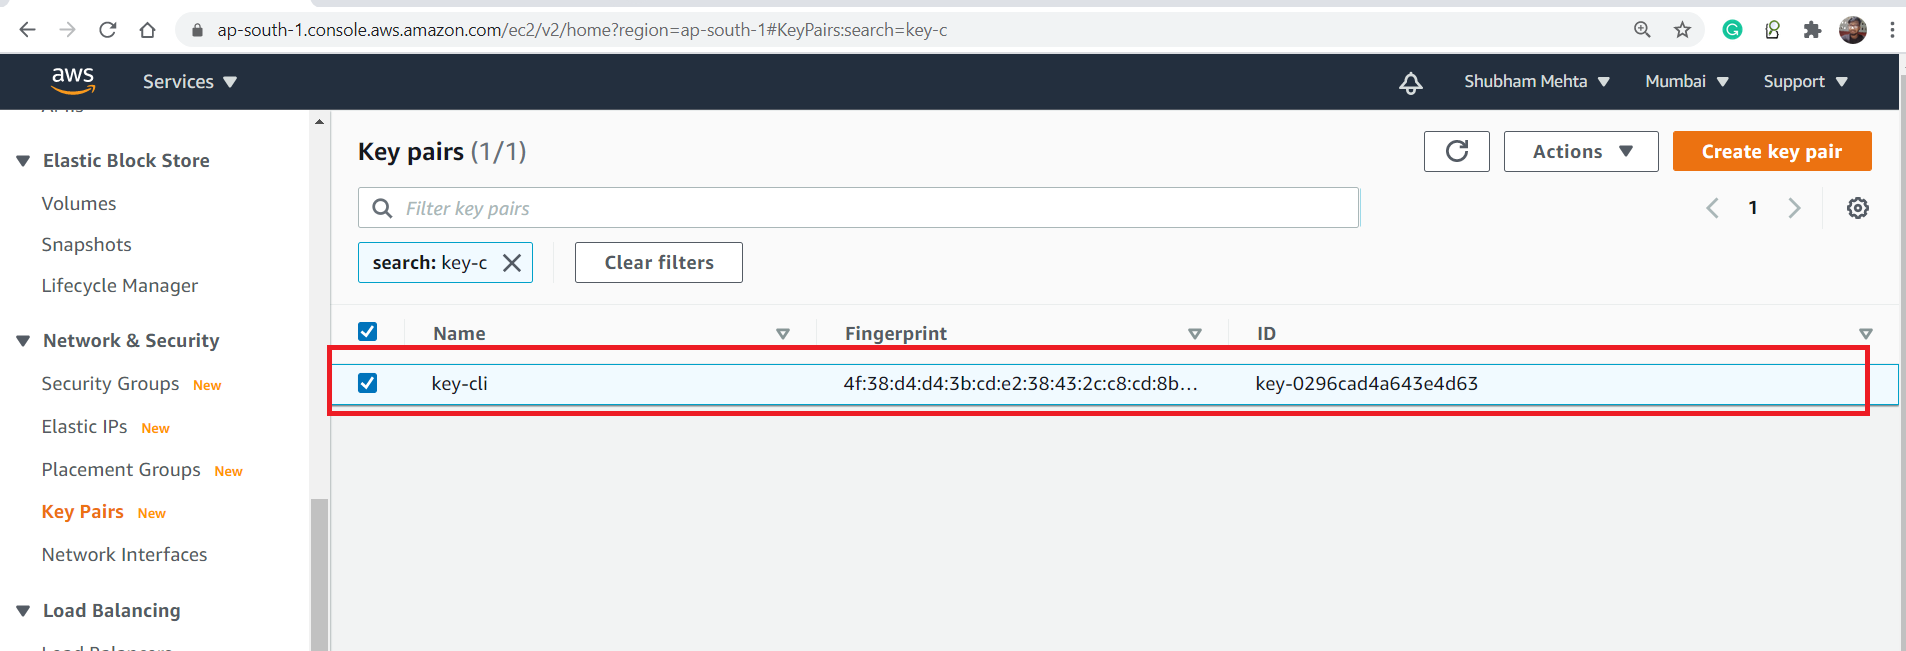 ap-south-1.console.aws.amazon.com/ec2/v2/home?region=ap-south-1#KeyPairs:search=key-c
aws
Services
Shubham Mehta
Mumbai
Support
Elastic Block Store
Volumes
Snapshots
Lifecycle Manager
Network & Security
Security Groups New
Elastic IPs New
Placement Groups New
Key Pairs New
Network Interfaces
Load Balancing
Key pairs (1/1)
Actions
Create key pair
Filter key pairs
1
search: key-c
Clear filters
Name Fingerprint ID
key-cli 4f:38:d4:d4:3b:cd:e2:38:43:2c:c8:cd:8b... key-0296cad4a643e4d63